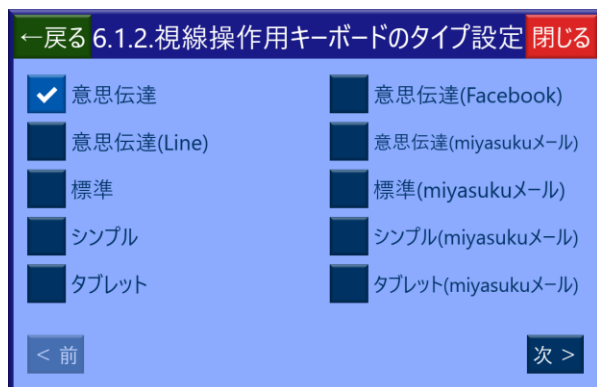 ←戻る 6.1.2.視線操作用キーボードのタイプ設定 閉じる
意思伝達 意思伝達(Facebook)
意思伝達(Line) 意思伝達(miyasukuメール)
標準 標準(miyasukuメール)
シンプル シンプル(miyasukuメール)
タブレット タブレット(miyasukuメール)
< 前 次 >